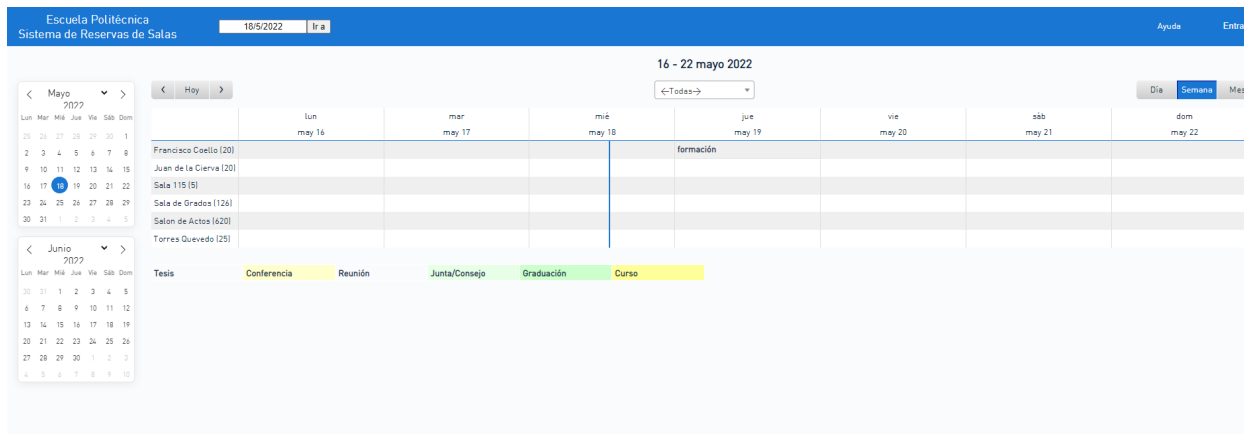 Escuela Politécnica
Sistema de Reservas de Salas
18/5/2022 Ir a
Ayuda
16 - 22 mayo 2022
Mayo
2022
Lun Mar Mié Jue Vie Sáb Dom
25 26 27 28 29 30 1
2 3 4 5 6 7 8
9 10 11 12 13 14 15
16 17 18 19 20 21 22
23 24 25 26 27 28 29
30 31 1 2 3 4 5
Junio
2022
Lun Mar Mié Jue Vie Sáb Dom
30 31 1 2 3 4 5
6 7 8 9 10 11 12
13 14 15 16 17 18 19
20 21 22 23 24 25 26
27 28 29 30 1 2 3
4 5 6 7 8 9 10
Hoy
<-Todas->
Día Semana Mes
lun mar mié jue vie sáb dom
may 16 may 17 may 18 may 19 may 20 may 21 may 22
Francisco Coello (20) formación
Juan de la Cierva (20)
Sala 115 (5)
Sala de Grados (126)
Salon de Actos (620)
Torres Quevedo (25)
Tesis Conferencia Reunión Junta/Consejo Graduación Curso